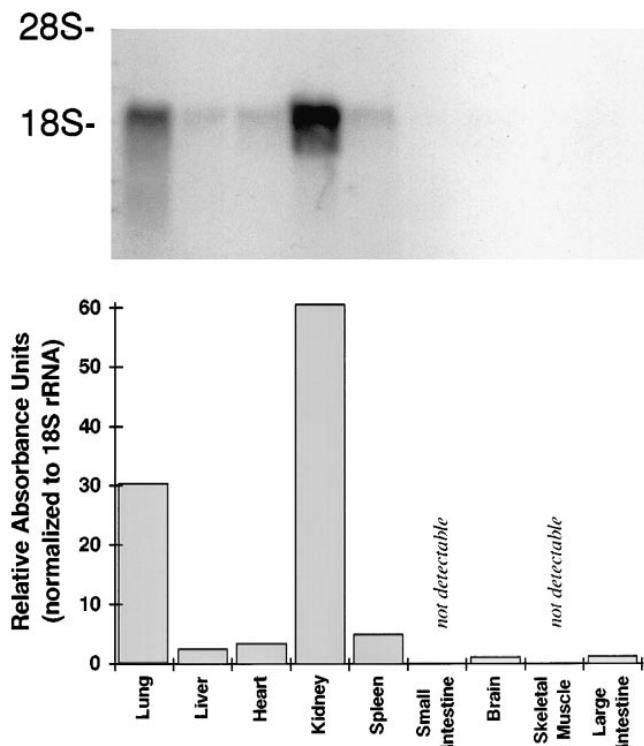 28S-
18S-
Relative Absorbance Units
(normalized to 18S rRNA)
60
50
40
30
20
10
0
not detectable
not detectable
Lung
Liver
Heart
Kidney
Spleen
Small
Intestine
Brain
Skeletal
Muscle
Large
Intestine